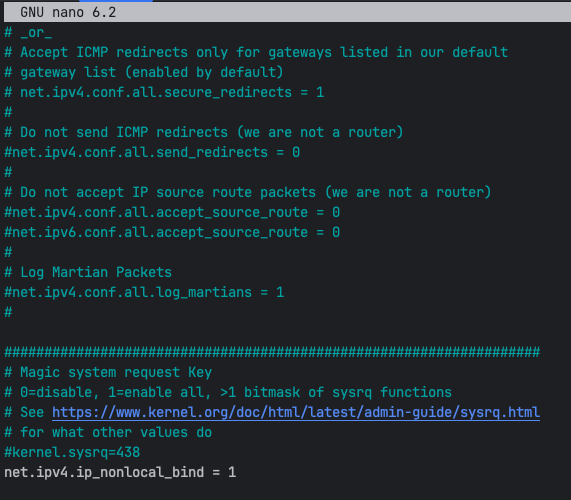 GNU nano 6.2
# _or_
# Accept ICMP redirects only for gateways listed in our default
# gateway list (enabled by default)
# net.ipv4.conf.all.secure_redirects = 1
#
# Do not send ICMP redirects (we are not a router)
#net.ipv4.conf.all.send_redirects = 0
#
# Do not accept IP source route packets (we are not a router)
#net.ipv4.conf.all.accept_source_route = 0
#net.ipv6.conf.all.accept_source_route = 0
#
# Log Martian Packets
#net.ipv4.conf.all.log_martians = 1
#
###################################################################
# Magic system request Key
# 0=disable, 1=enable all, >1 bitmask of sysrq functions
# See https://www.kernel.org/doc/html/latest/admin-guide/sysrq.html
# for what other values do
#kernel.sysrq=438
net.ipv4.ip_nonlocal_bind = 1